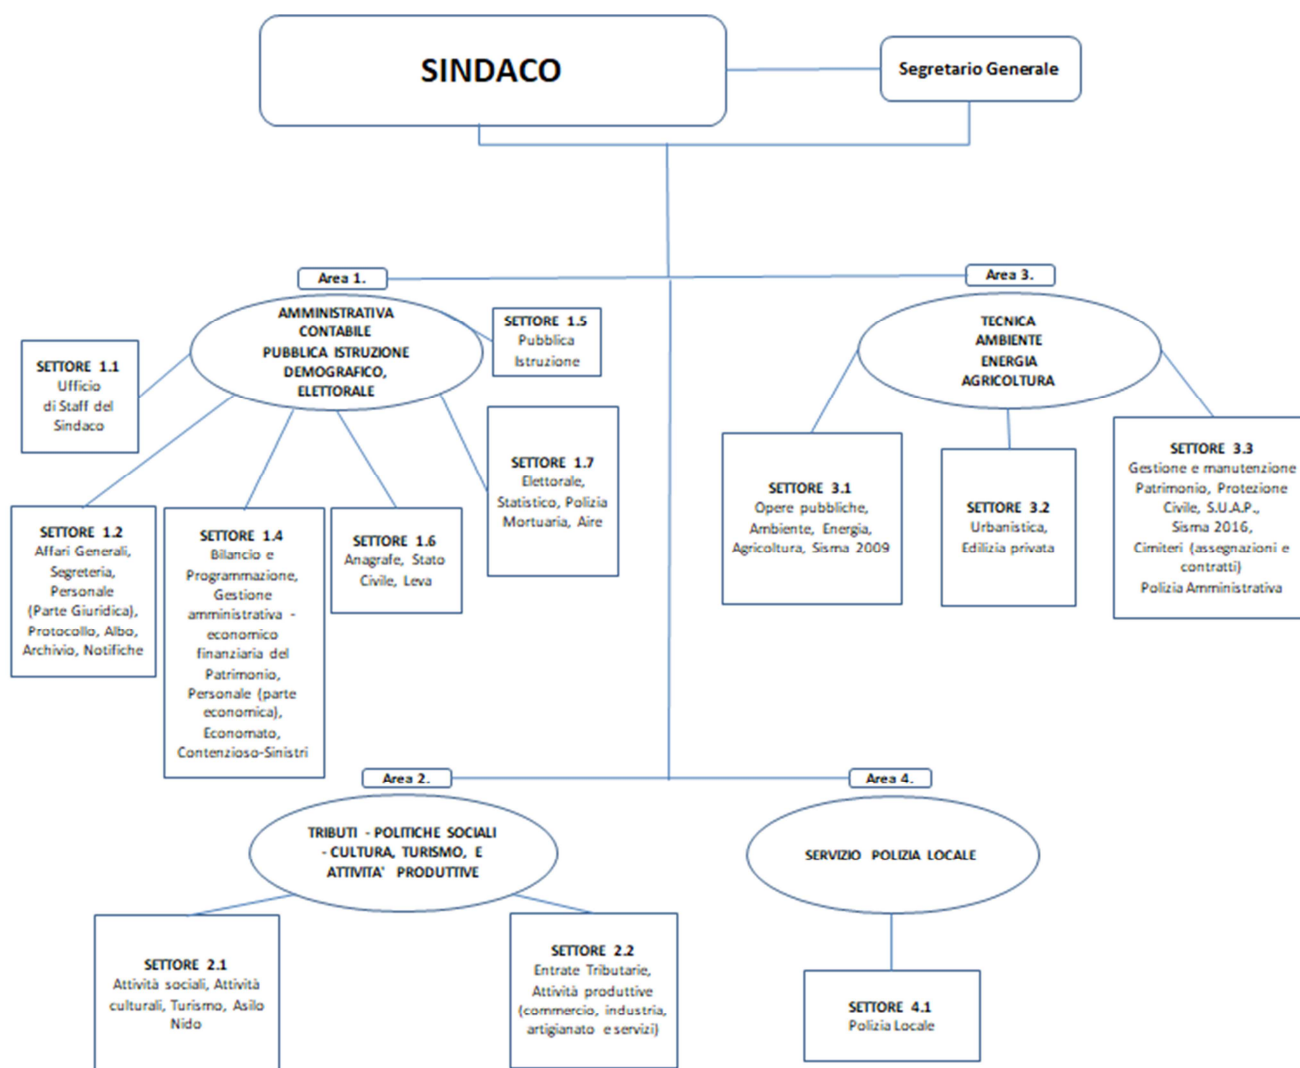 SINDACO
Segretario Generale
Area 1.
AMMINISTRATIVA
CONTABILE
PUBBLICA ISTRUZIONE
DEMOGRAFICO,
ELETTORALE
SETTORE 1.1
Ufficio
di Staff del
Sindaco
SETTORE 1.5
Pubblica
Istruzione
SETTORE 1.2
Affari Generali,
Segreteria,
Personale
(Parte Giuridica),
Protocollo, Albo,
Archivio, Notifiche
SETTORE 1.4
Bilancio e
Programmazione,
Gestione
amministrativa -
economico
finanziaria del
Patrimonio,
Personale (parte
economica),
Economato,
Contenzioso-Sinistri
SETTORE 1.6
Anagrafe, Stato
Civile, Leva
SETTORE 1.7
Elettorale,
Statistico, Polizia
Mortuaria, Aire
Area 3.
TECNICA
AMBIENTE
ENERGIA
AGRICOLTURA
SETTORE 3.1
Opere pubbliche,
Ambiente, Energia,
Agricoltura, Sisma 2009
SETTORE 3.2
Urbanistica,
Edilizia privata
SETTORE 3.3
Gestione e manutenzione
Patrimonio, Protezione
Civile, S.U.A.P.,
Sisma 2016,
Cimiteri (assegnazioni e
contratti)
Polizia Amministrativa
Area 2.
TRIBUTI - POLITICHE SOCIALI
- CULTURA, TURISMO, E
ATTIVITA' PRODUTTIVE
SETTORE 2.1
Attività sociali, Attività
culturali, Turismo, Asilo
Nido
SETTORE 2.2
Entrate Tributarie,
Attività produttive
(commercio, industria,
artigianato e servizi)
Area 4.
SERVIZIO POLIZIA LOCALE
SETTORE 4.1
Polizia Locale